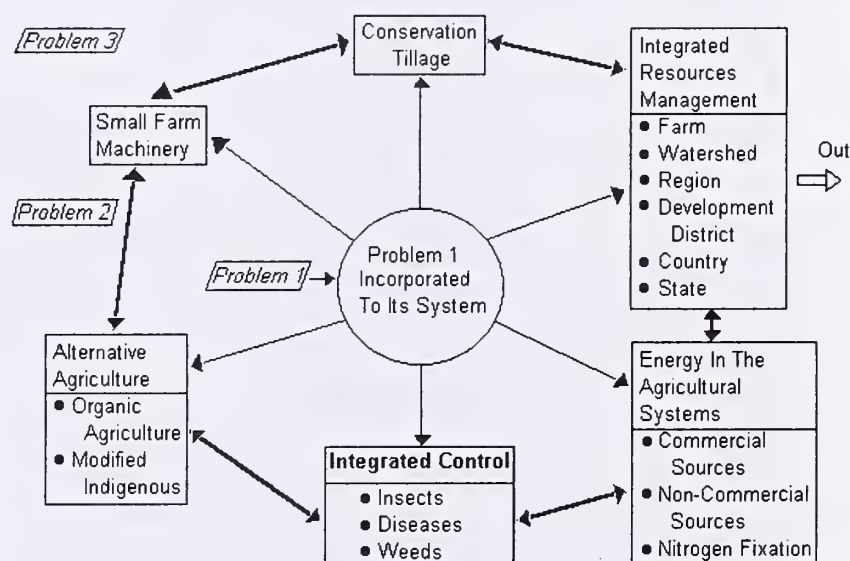 Problem 3
Conservation
Tillage
Integrated
Resources
Management
● Farm
● Watershed
● Region
● Development
District
● Country
● State
Out
Small Farm
Machinery
Problem 2
Problem 1
Problem 1
Incorporated
To Its System
Alternative
Agriculture
● Organic
Agriculture
● Modified
Indigenous
Integrated Control
● Insects
● Diseases
● Weeds
Energy In The
Agricultural
Systems
● Commercial
Sources
● Non-Commercial
Sources
● Nitrogen Fixation